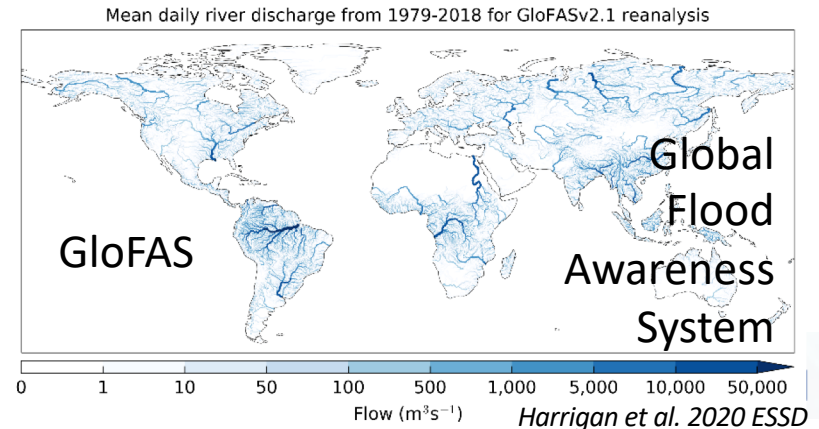 Mean daily river discharge from 1979-2018 for GloFASv2.1 reanalysis
GloFAS
Global
Flood
Awareness
System
0 1 10 50 100 500 1,000 5,000 10,000 50,000
Flow (m³s⁻¹)
Harrigan et al. 2020 ESSD